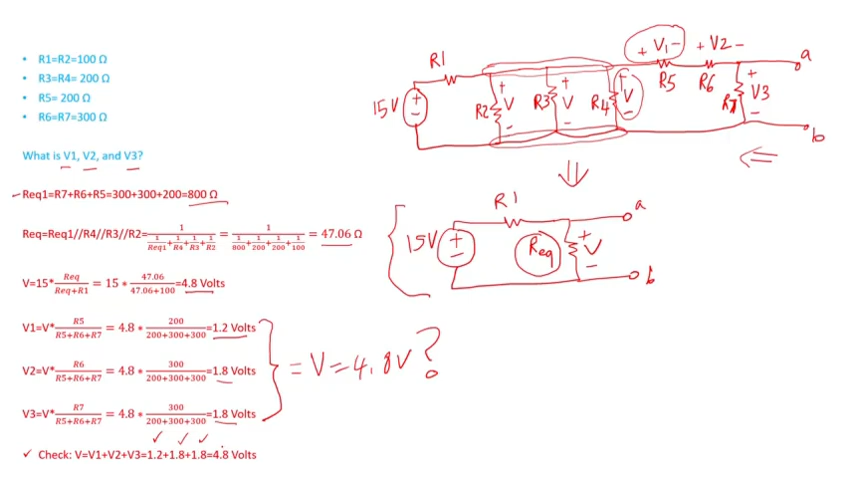 • R1=R2=100 Ω
• R3=R4= 200 Ω
• R5= 200 Ω
• R6=R7=300 Ω
What is V1, V2, and V3?
Req1=R7+R6+R5=300+300+200=800 Ω
Req=Req1//R4//R3//R2= 1/(1/Req1+1/R4+1/R3+1/R2) = 1/(1/800+1/200+1/200+1/100) = 47.06 Ω
V=15* Req/(Req+R1) = 15 * 47.06/(47.06+100) =4.8 Volts
V1=V* R5/(R5+R6+R7) = 4.8 * 200/(200+300+300) =1.2 Volts
V2=V* R6/(R5+R6+R7) = 4.8 * 300/(200+300+300) =1.8 Volts
V3=V* R7/(R5+R6+R7) = 4.8 * 300/(200+300+300) =1.8 Volts
✓ ✓ ✓
✓ Check: V=V1+V2+V3=1.2+1.8+1.8=4.8 Volts
= V = 4.8V ?
+ V1 − + V2 −
R1 R5 R6 a
15V + −
R2 + V −
R3 + V −
R4 + V −
R7 + V3 −
b
⇐
⇓
R1 a
15V + − Req + V −
b